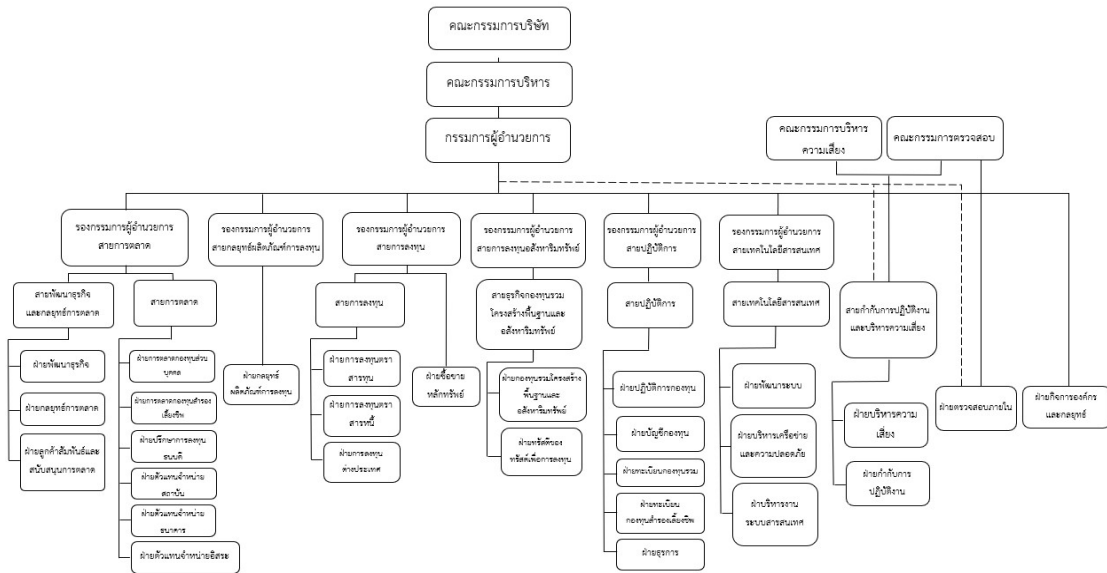 คณะกรรมการบริษัท
คณะกรรมการบริหาร
กรรมการผู้อำนวยการ
คณะกรรมการบริหาร
ความเสี่ยง
คณะกรรมการตรวจสอบ
รองกรรมการผู้อำนวยการ
สายการตลาด
รองกรรมการผู้อำนวยการ
สายกลยุทธ์ผลิตภัณฑ์การลงทุน
รองกรรมการผู้อำนวยการ
สายการลงทุน
รองกรรมการผู้อำนวยการ
สายการลงทุนอสังหาริมทรัพย์
รองกรรมการผู้อำนวยการ
สายปฏิบัติการ
รองกรรมการผู้อำนวยการ
สายเทคโนโลยีสารสนเทศ
สายพัฒนาธุรกิจ
และกลยุทธ์การตลาด
สายการตลาด
สายการลงทุน
สายธุรกิจกองทุนรวม
โครงสร้างพื้นฐานและ
อสังหาริมทรัพย์
สายปฏิบัติการ
สายเทคโนโลยีสารสนเทศ
สายกำกับการปฏิบัติงาน
และบริหารความเสี่ยง
ฝ่ายพัฒนาธุรกิจ
ฝ่ายกลยุทธ์การตลาด
ฝ่ายลูกค้าสัมพันธ์และ
สนับสนุนการตลาด
ฝ่ายการตลาดกองทุนส่วน
บุคคล
ฝ่ายการตลาดกองทุนสำรอง
เลี้ยงชีพ
ฝ่ายปรึกษาการลงทุน
ธนบดี
ฝ่ายตัวแทนจำหน่าย
สถาบัน
ฝ่ายตัวแทนจำหน่าย
ธนาคาร
ฝ่ายตัวแทนจำหน่ายอิสระ
ฝ่ายกลยุทธ์
ผลิตภัณฑ์การลงทุน
ฝ่ายการลงทุนตรา
สารทุน
ฝ่ายการลงทุนตรา
สารหนี้
ฝ่ายการลงทุน
ต่างประเทศ
ฝ่ายซื้อขาย
หลักทรัพย์
ฝ่ายกองทุนรวมโครงสร้าง
พื้นฐานและ
อสังหาริมทรัพย์
ฝ่ายทรัสตีของ
ทรัสต์เพื่อการลงทุน
ฝ่ายปฏิบัติการกองทุน
ฝ่ายบัญชีกองทุน
ฝ่ายทะเบียนกองทุนรวม
ฝ่ายทะเบียน
กองทุนสำรองเลี้ยงชีพ
ฝ่ายธุรการ
ฝ่ายพัฒนาระบบ
ฝ่ายบริหารเครือข่าย
และความปลอดภัย
ฝ่าบริหารงาน
ระบบสารสนเทศ
ฝ่ายบริหารความ
เสี่ยง
ฝ่ายกำกับการ
ปฏิบัติงาน
ฝ่ายตรวจสอบภายใน
ฝ่ายกิจการองค์กร
และกลยุทธ์